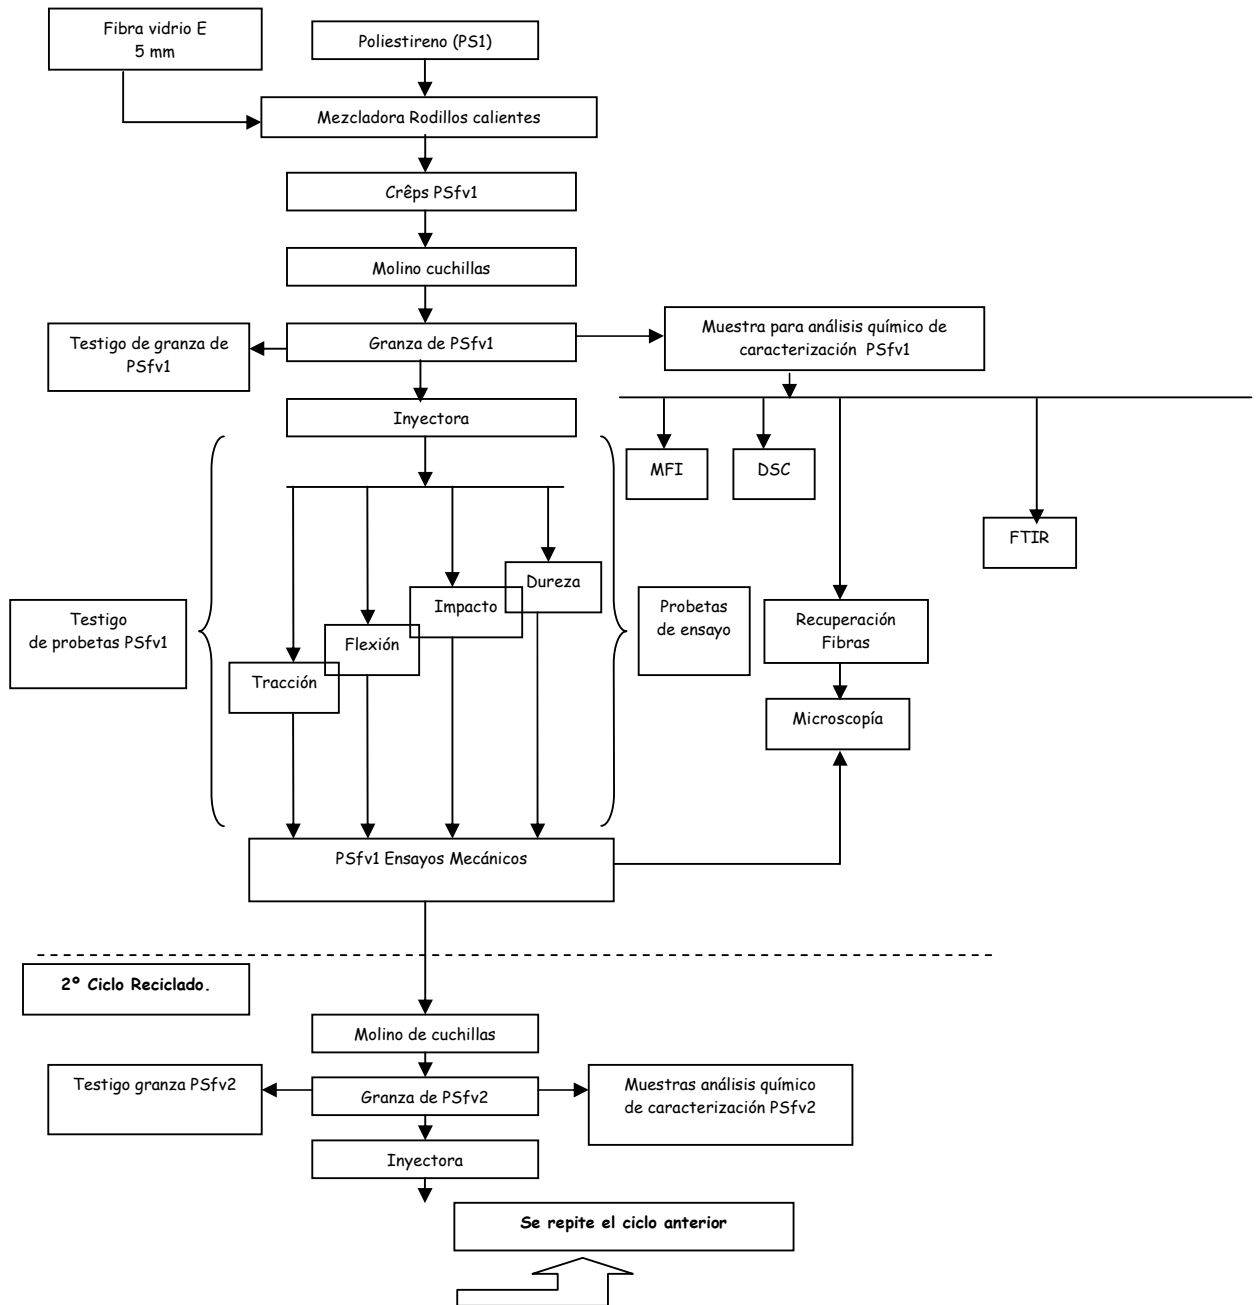 Fibra vidrio E
5 mm
Poliestireno (PS1)
Mezcladora Rodillos calientes
Crêps PSfv1
Molino cuchillas
Testigo de granza de
PSfv1
Granza de PSfv1
Muestra para análisis químico de
caracterización PSfv1
Inyectora
MFI
DSC
FTIR
Dureza
Impacto
Flexión
Tracción
Testigo
de probetas PSfv1
Probetas
de ensayo
Recuperación
Fibras
Microscopía
PSfv1 Ensayos Mecánicos
2º Ciclo Reciclado.
Molino de cuchillas
Testigo granza PSfv2
Granza de PSfv2
Muestras análisis químico
de caracterización PSfv2
Inyectora
Se repite el ciclo anterior